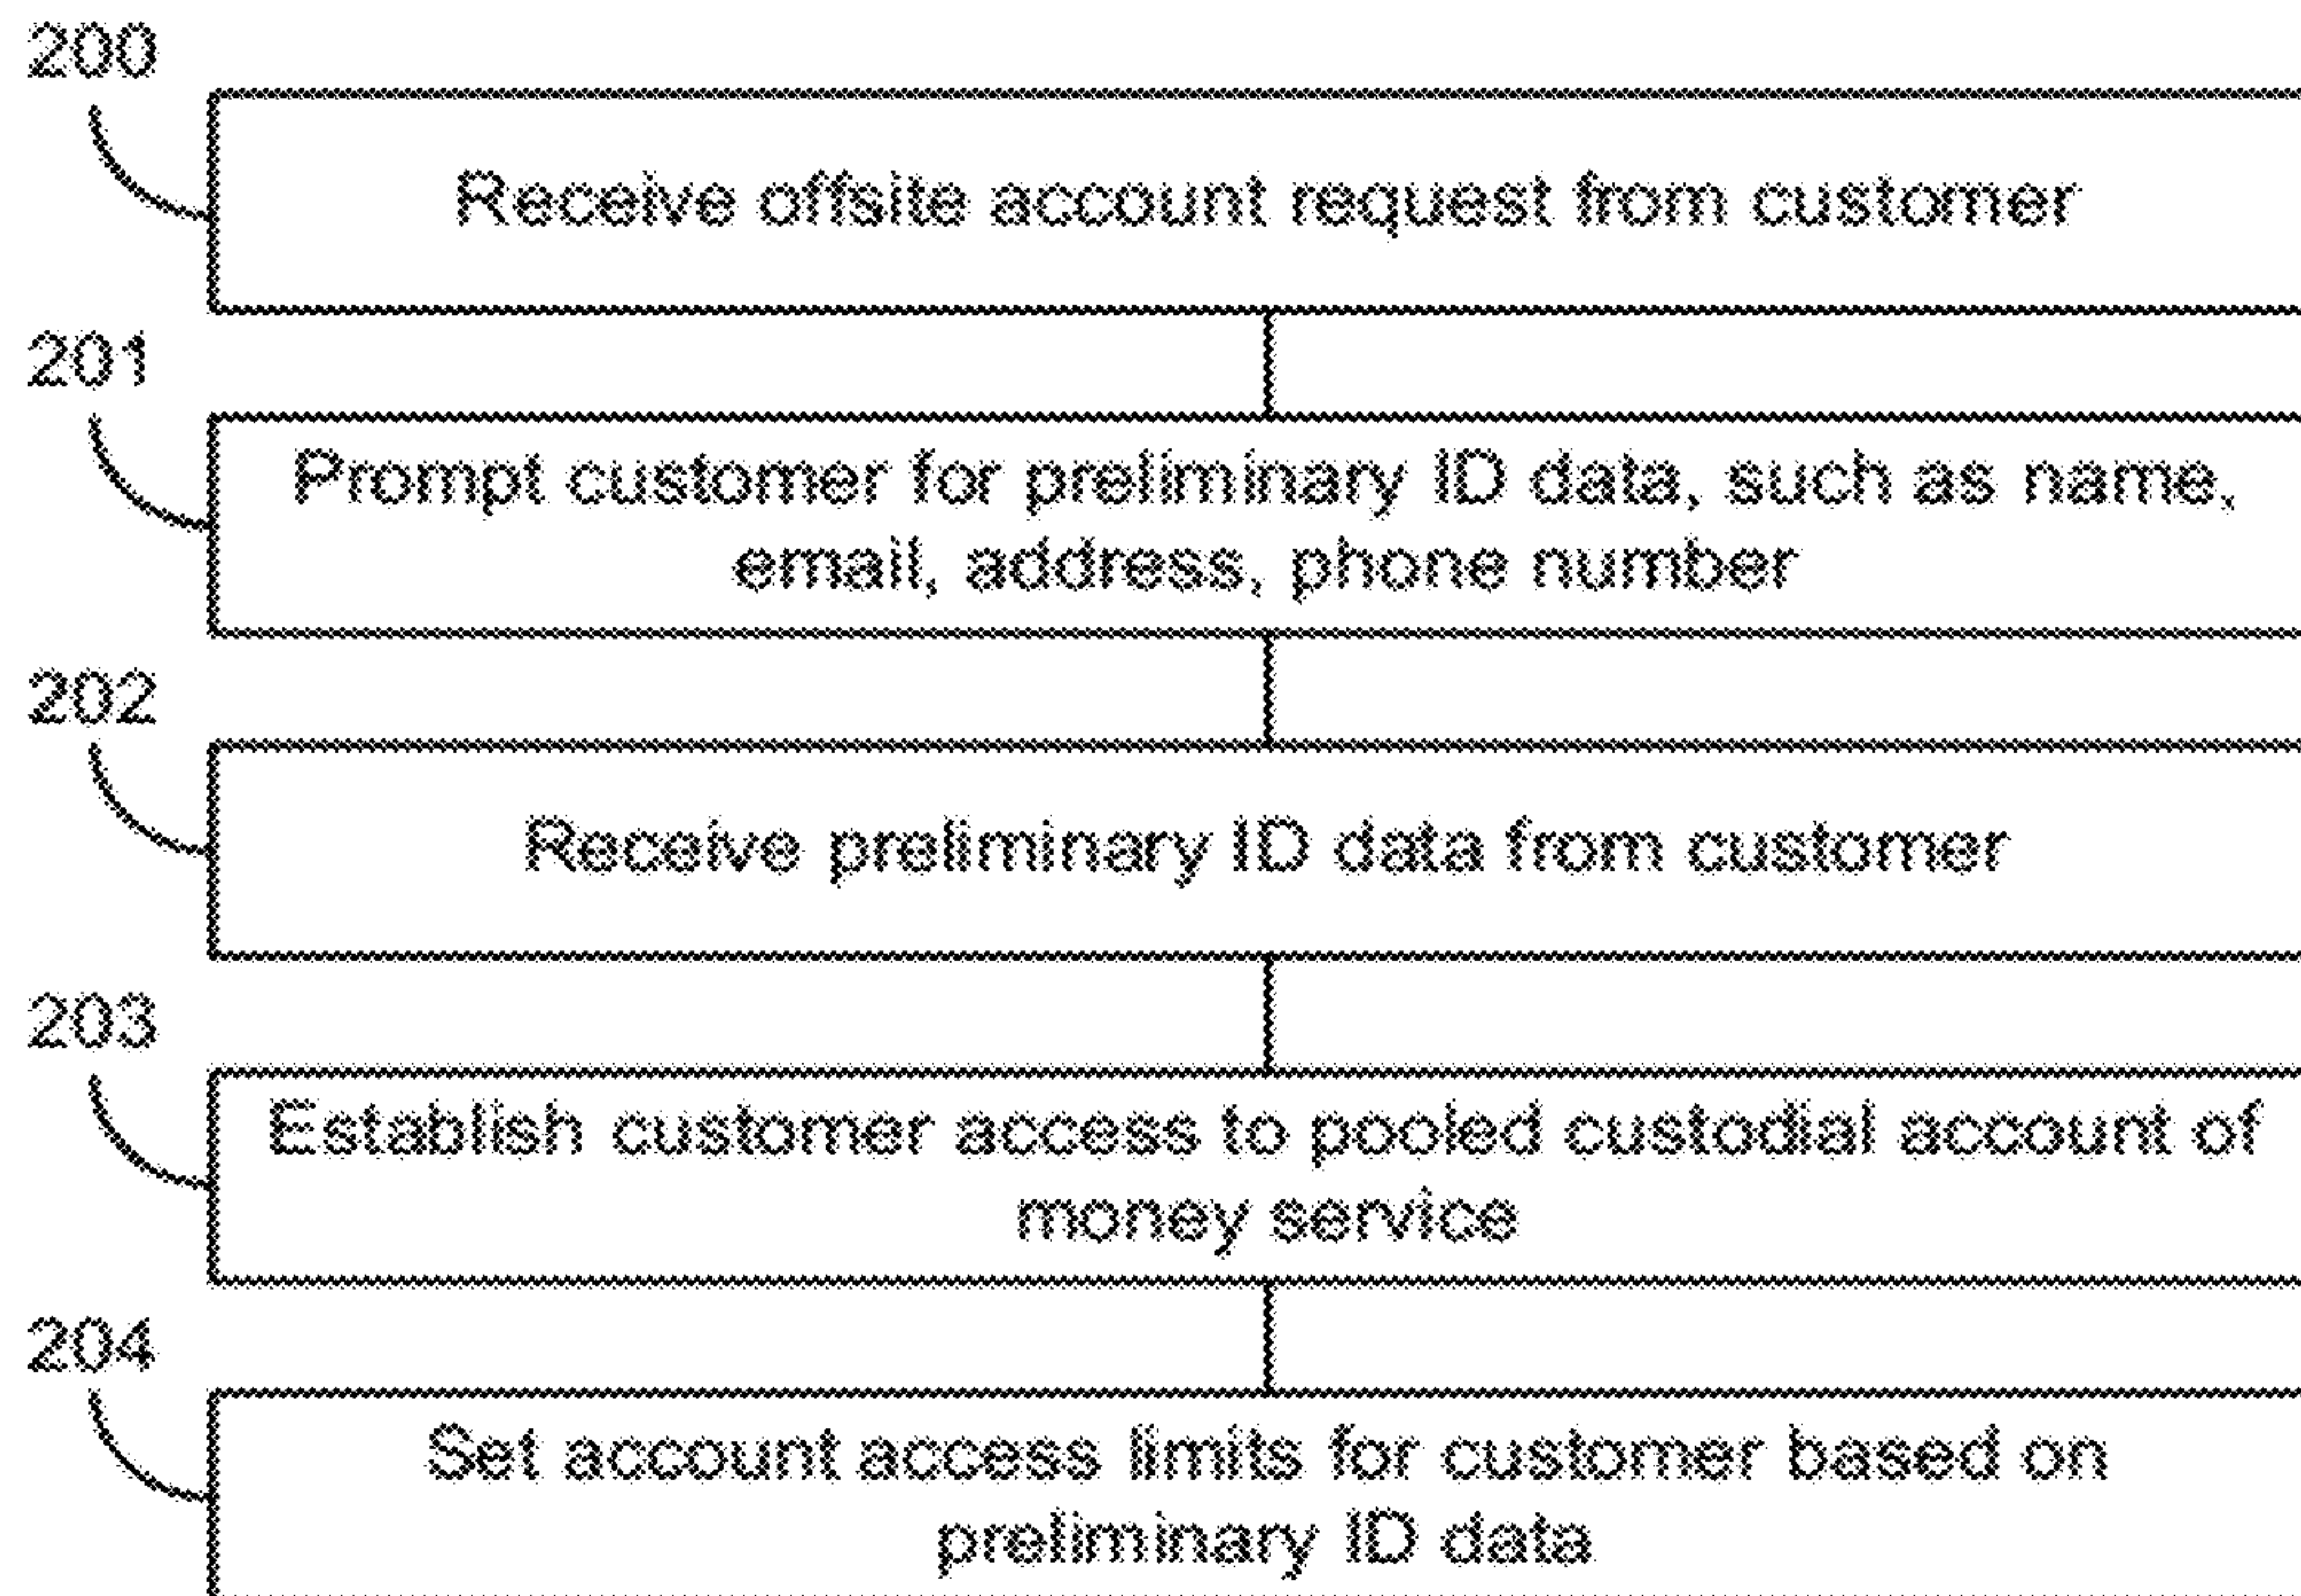 200
Receive offsite account request from customer
201
Prompt customer for preliminary ID data, such as name,
email, address, phone number
202
Receive preliminary ID data from customer
203
Establish customer access to pooled custodial account of
money service
204
Set account access limits for customer based on
preliminary ID data